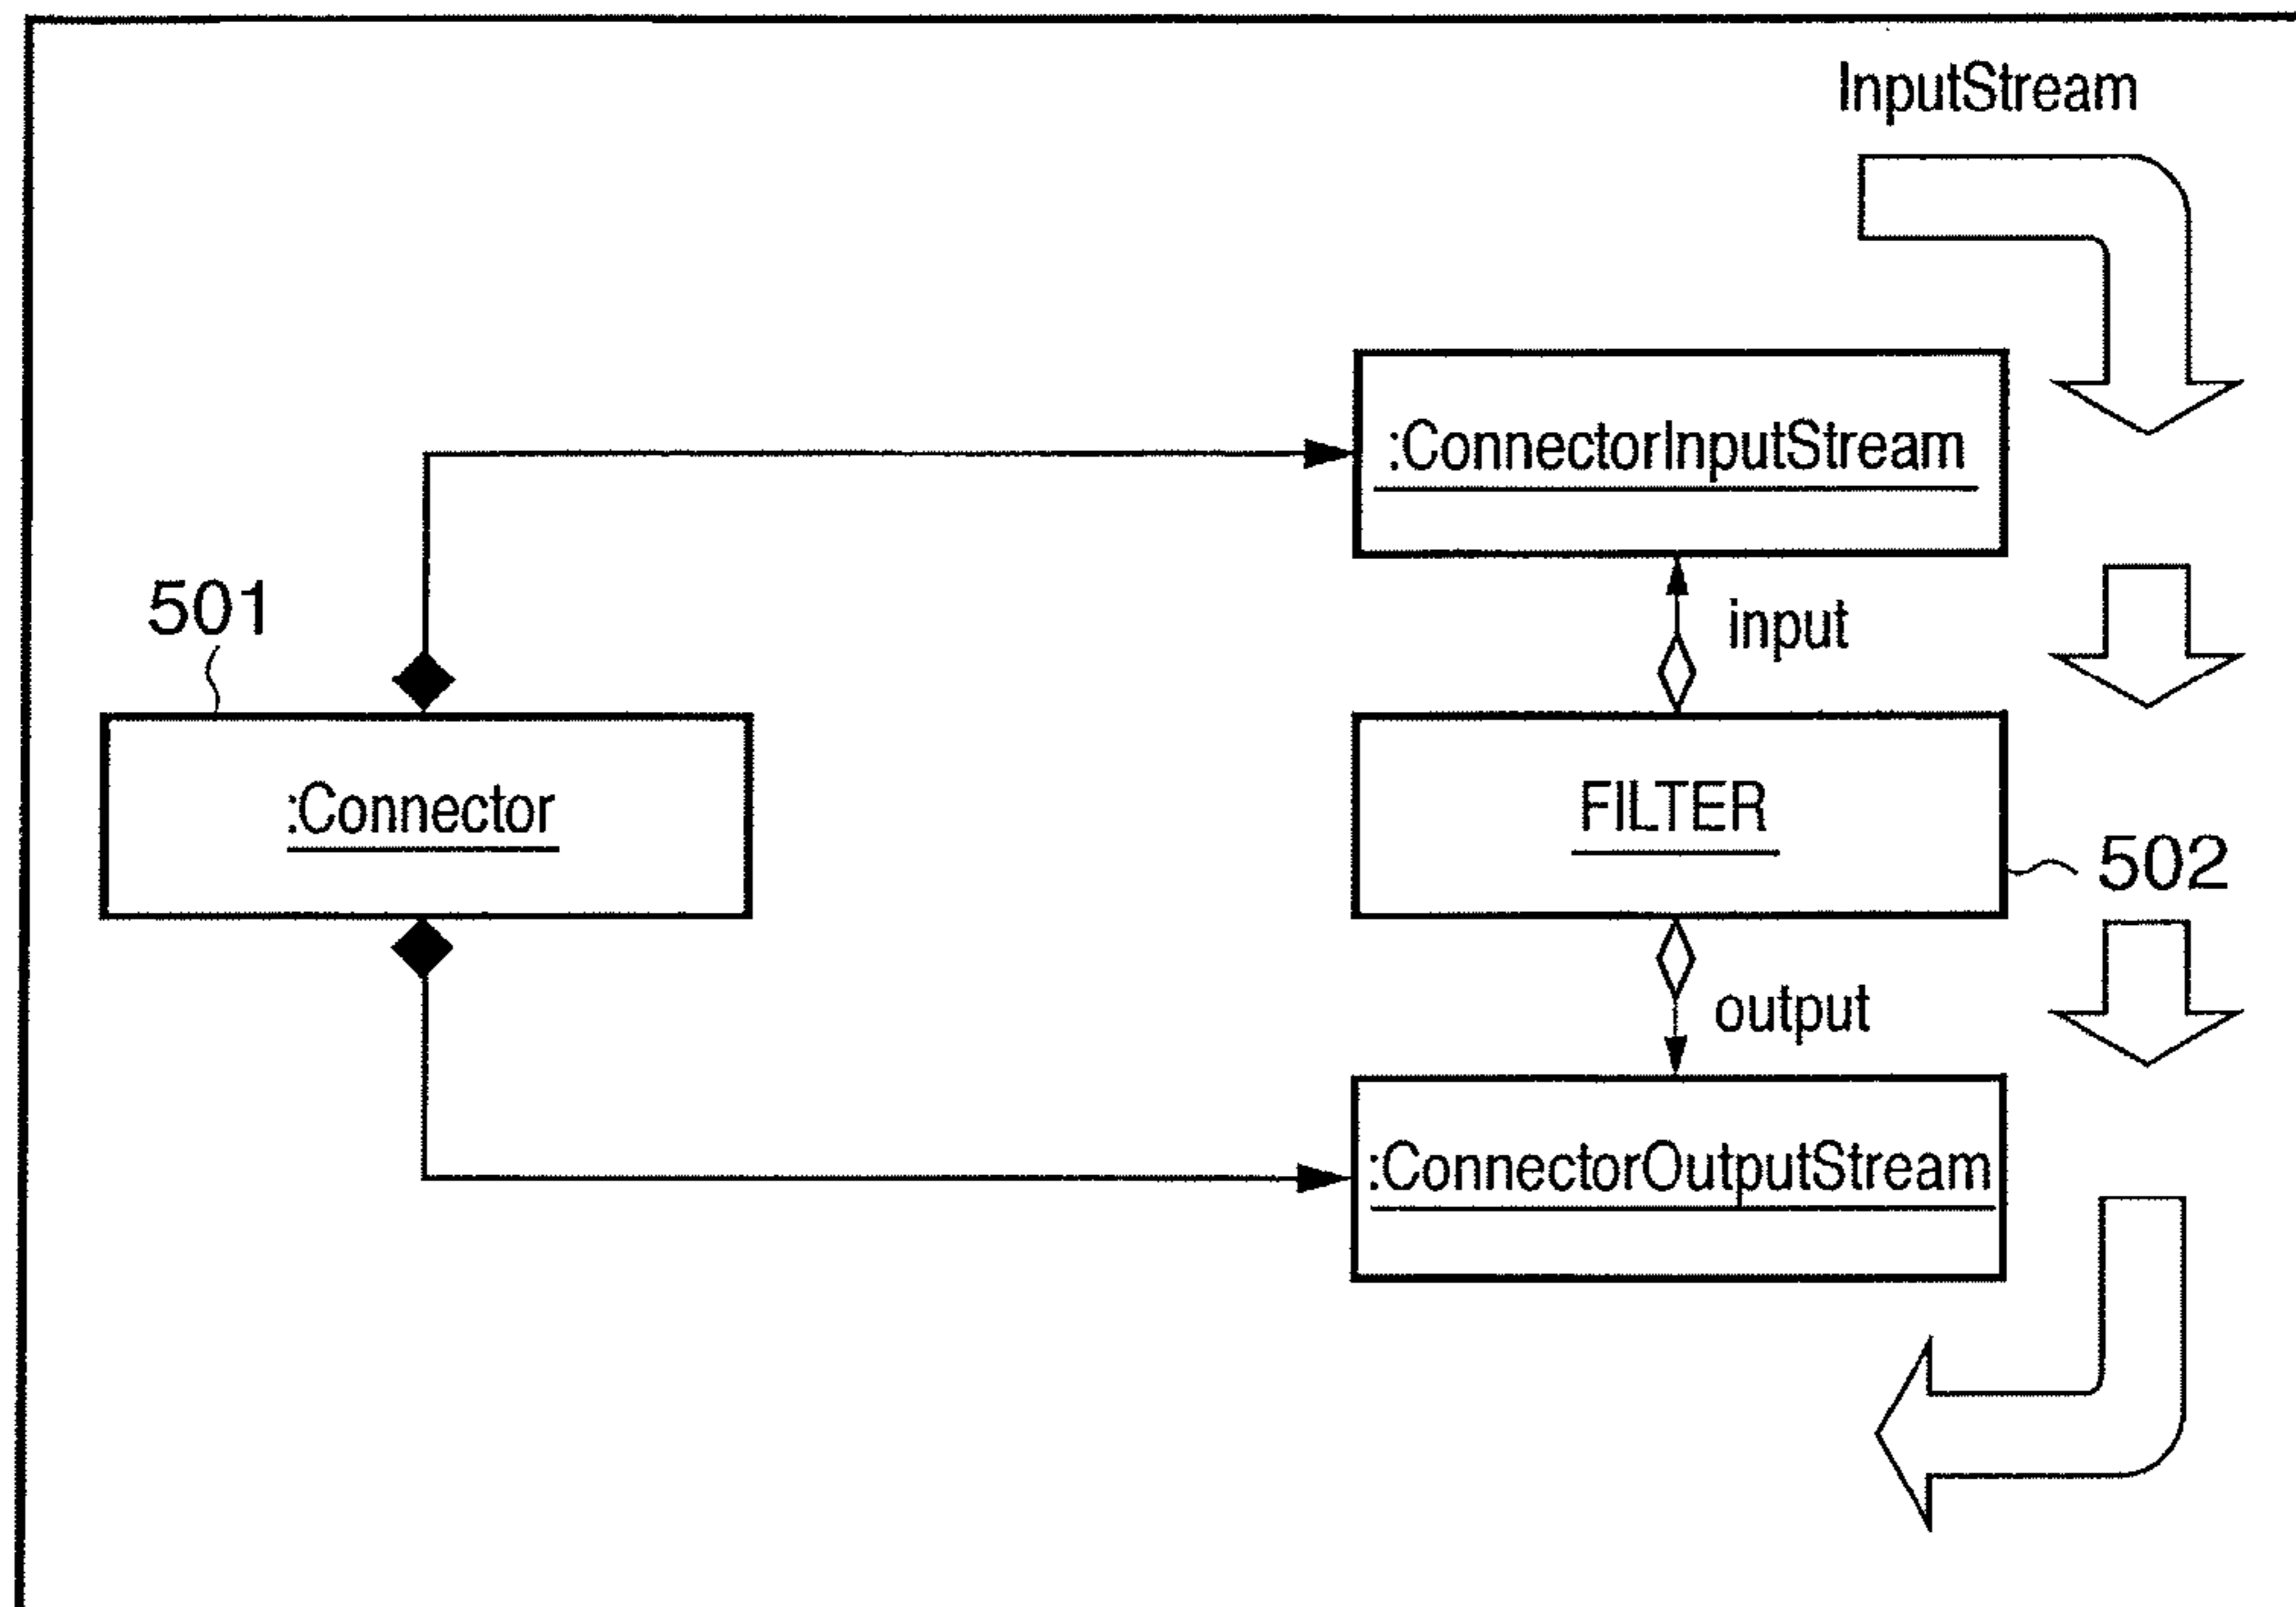 InputStream
:ConnectorInputStream
501
input
:Connector
FILTER
502
output
:ConnectorOutputStream